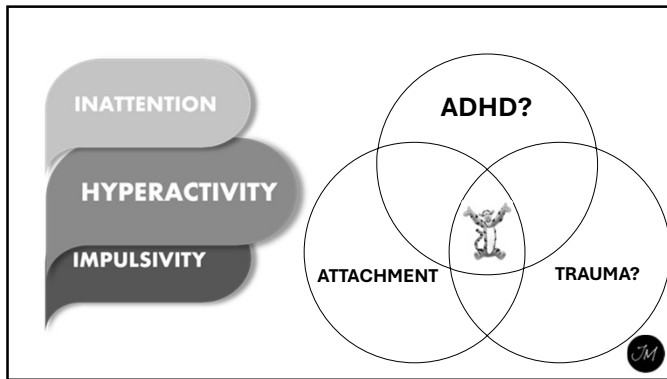 INATTENTION
HYPERACTIVITY
IMPULSIVITY
ADHD?
ATTACHMENT
TRAUMA?
JM